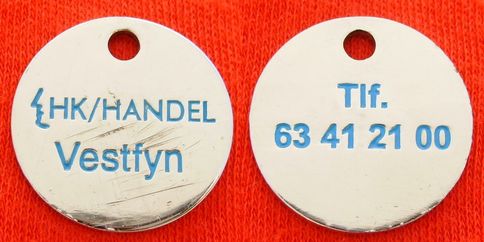 HK/HANDEL
Vestfyn
Tlf.
63 41 21 00